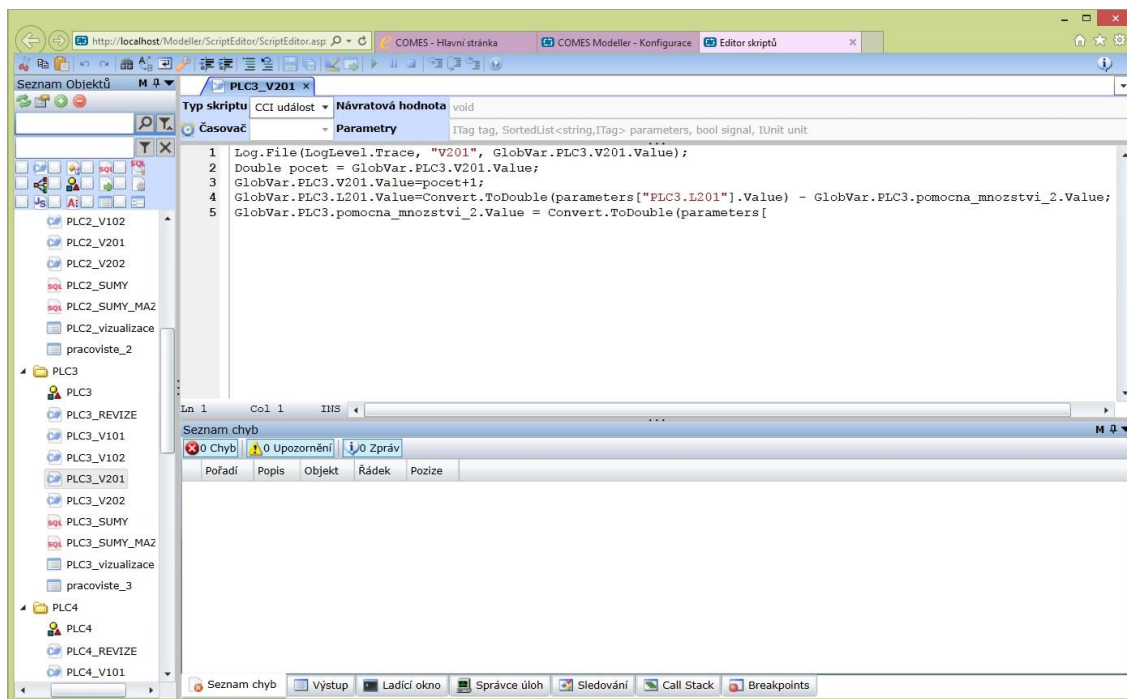 http://localhost/Modeller/ScriptEditor/ScriptEditor.asp
COMES - Hlavní stránka
COMES Modeller - Konfigurace
Editor skriptů
Seznam Objektů
PLC3_V201
Typ skriptu CCI událost Návratová hodnota void
Časovač Parametry ITag tag, SortedList<string,ITag> parameters, bool signal, IUnit unit
1 Log.File(LogLevel.Trace, "V201", GlobVar.PLC3.V201.Value);
2 Double pocet = GlobVar.PLC3.V201.Value;
3 GlobVar.PLC3.V201.Value=pocet+1;
4 GlobVar.PLC3.L201.Value=Convert.ToDouble(parameters["PLC3.L201"].Value) - GlobVar.PLC3.pomocna_mnozstvi_2.Value;
5 GlobVar.PLC3.pomocna_mnozstvi_2.Value = Convert.ToDouble(parameters[
PLC2_V102
PLC2_V201
PLC2_V202
PLC2_SUMY
PLC2_SUMY_MAZ
PLC2_vizualizace
pracoviste_2
PLC3
PLC3
PLC3_REVIZE
PLC3_V101
PLC3_V102
PLC3_V201
PLC3_V202
PLC3_SUMY
PLC3_SUMY_MAZ
PLC3_vizualizace
pracoviste_3
PLC4
PLC4
PLC4_REVIZE
PLC4_V101
Ln 1 Col 1 INS
Seznam chyb
0 Chyb 0 Upozornění 0 Zpráv
Pořadí Popis Objekt Řádek Pozize
Seznam chyb Výstup Ladící okno Správce úloh Sledování Call Stack Breakpoints